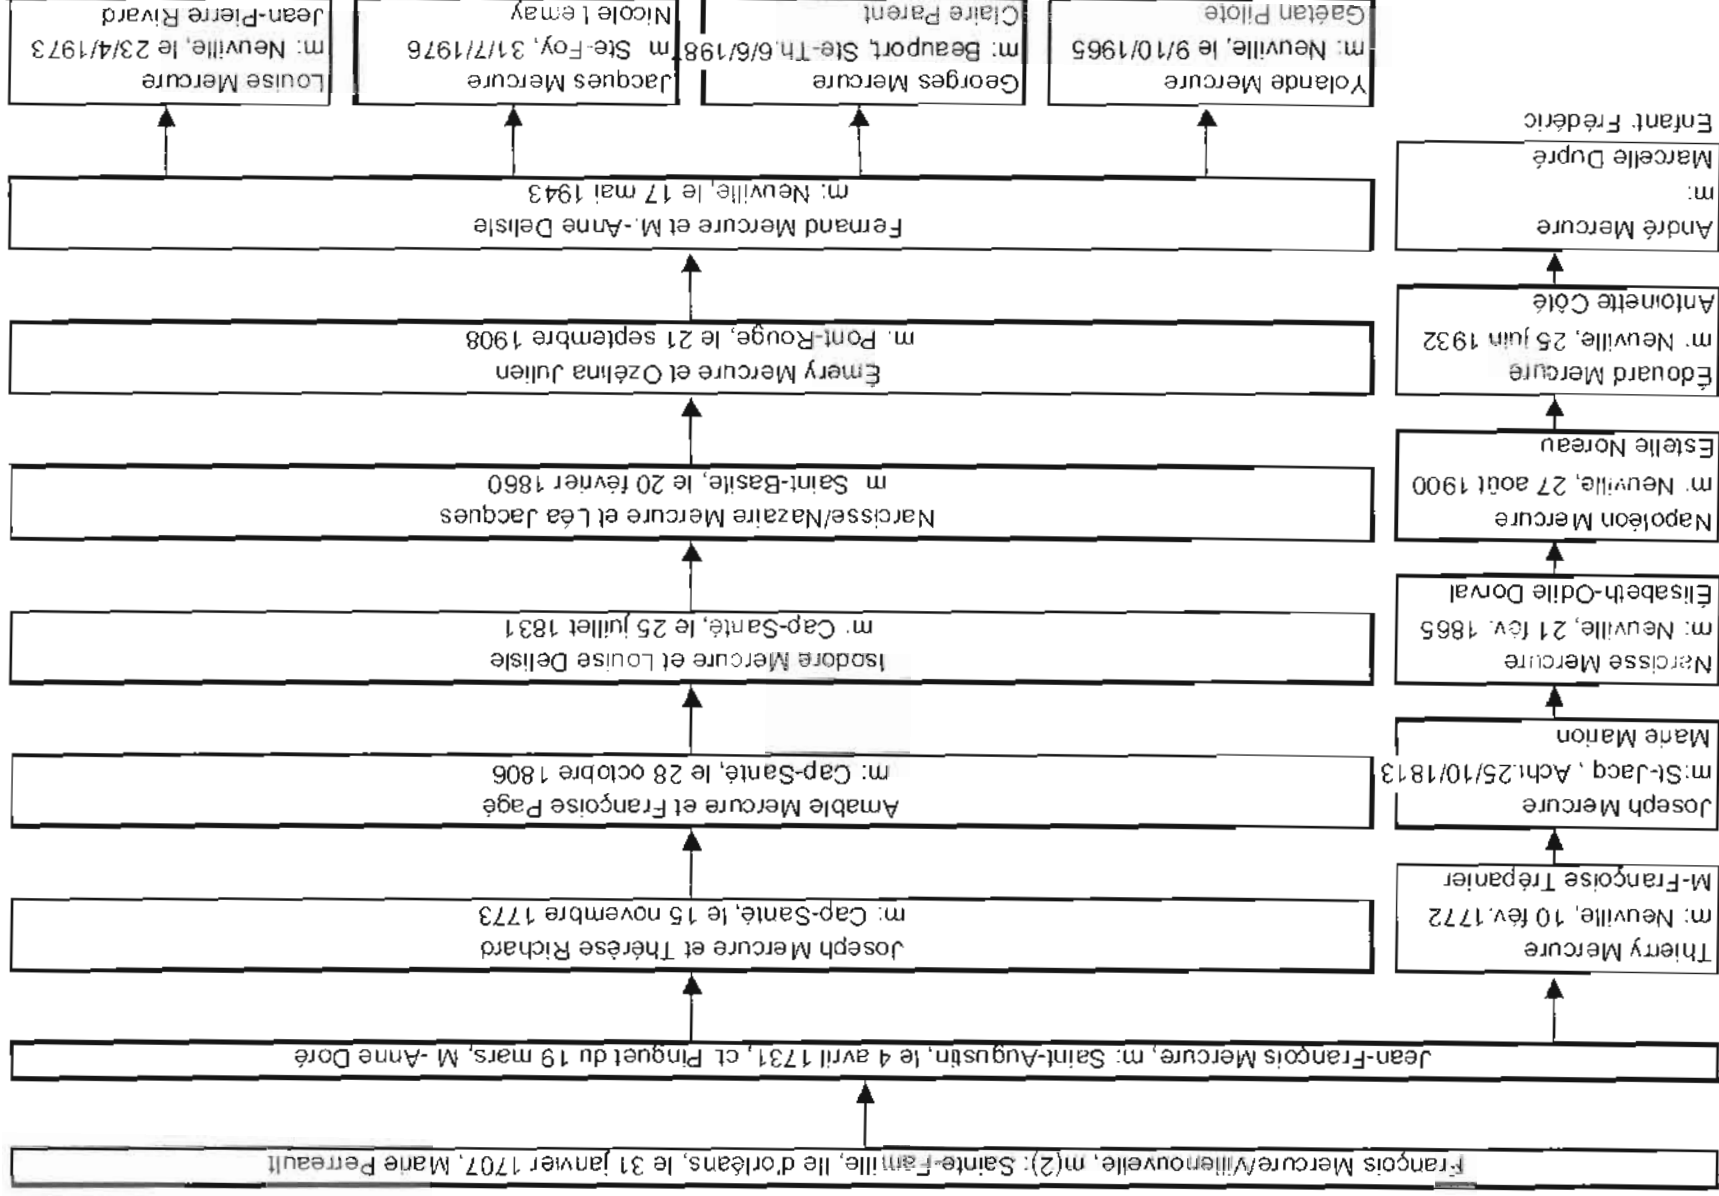 François Mercure/Villenouvelle, m(2): Sainte-Famille, Ile d'orléans, le 31 janvier 1707, Marie Perreault
Jean-François Mercure, m: Saint-Augustin, le 4 avril 1731, ct. Pinguet du 19 mars, M -Anne Doré
Thierry Mercure
m: Neuville, 10 fév.1772
M-Françoise Trépanier
Joseph Mercure et Thérèse Richard
m: Cap-Santé, le 15 novembre 1773
Joseph Mercure
m:St-Jacq , Ach:25/10/1813
Marie Marion
Amable Mercure et Françoise Pagé
m: Cap-Santé, le 28 octobre 1806
Narcisse Mercure
m: Neuville, 21 fév. 1865
Élisabeth-Odile Dorval
Isodore Mercure et Louise Delisle
m: Cap-Santé, le 25 juillet 1831
Napoléon Mercure
m: Neuville, 27 août 1900
Estelle Noreau
Narcisse/Nazaire Mercure et Léa Jacques
m Saint-Basile, le 20 février 1860
Édouard Mercure
m: Neuville, 25 juin 1932
Antoinette Côté
Émery Mercure et Ozélina Julien
m. Pont-Rouge, le 21 septembre 1908
André Mercure
m:
Marcelle Dupré
Enfant Frédéric
Fernand Mercure et M.-Anne Delisle
m: Neuville, le 17 mai 1943
Yolande Mercure
m: Neuville, le 9/10/1965
Gaétan Pilote
Georges Mercure
m: Beauport, Ste-Th.6/6/198
Claire Parent
Jacques Mercure
m Ste-Foy, 31/7/1976
Nicole Lemay
Louise Mercure
m: Neuville, le 23/4/1973
Jean-Pierre Rivard